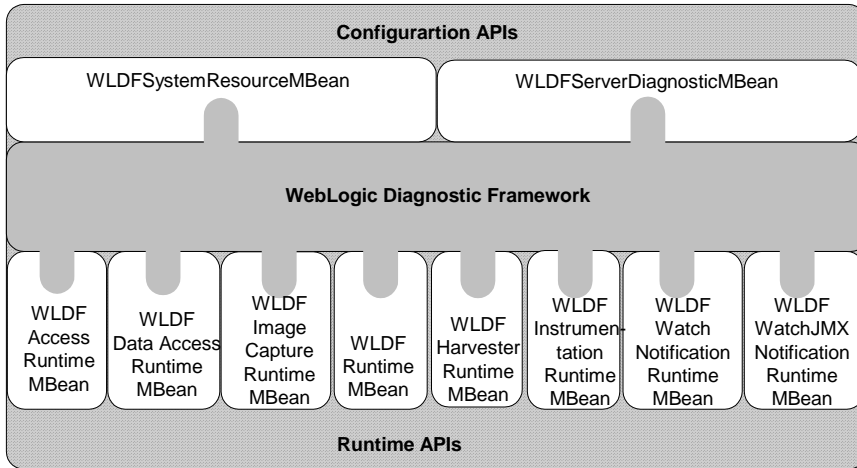 Configurartion APIs
WLDFSystemResourceMBean
WLDFServerDiagnosticMBean
WebLogic Diagnostic Framework
WLDF
Access
Runtime
MBean
WLDF
Data Access
Runtime
MBean
WLDF
Image
Capture
Runtime
MBean
WLDF
Runtime
MBean
WLDF
Harvester
Runtime
MBean
WLDF
Instrumen-
tation
Runtime
MBean
WLDF
Watch
Notification
Runtime
MBean
WLDF
WatchJMX
Notification
Runtime
MBean
Runtime APIs